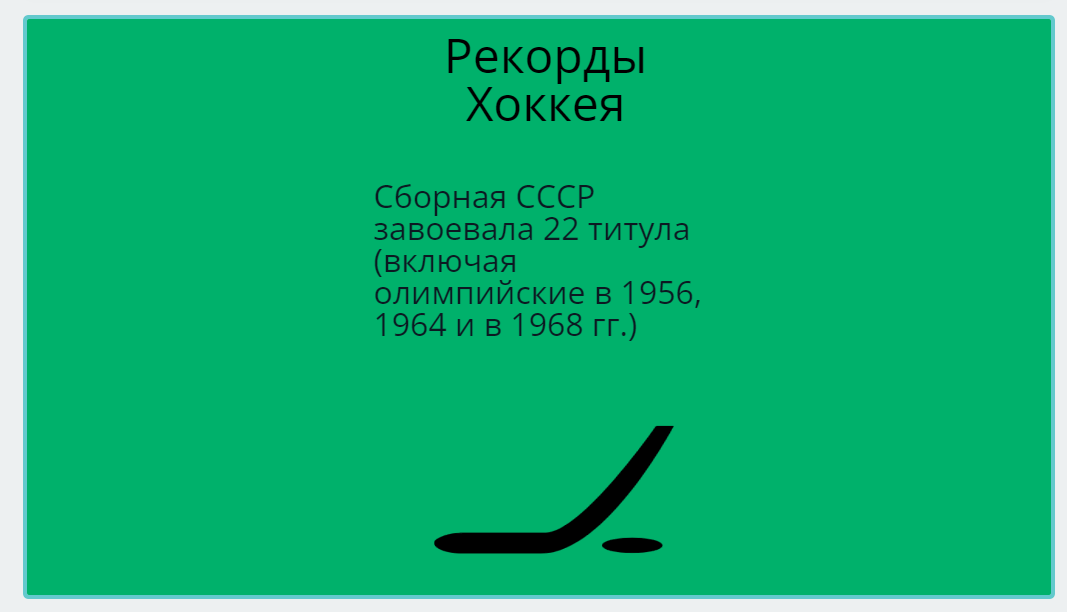 Рекорды
Хоккея
Сборная СССР
завоевала 22 титула
(включая
олимпийские в 1956,
1964 и в 1968 гг.)